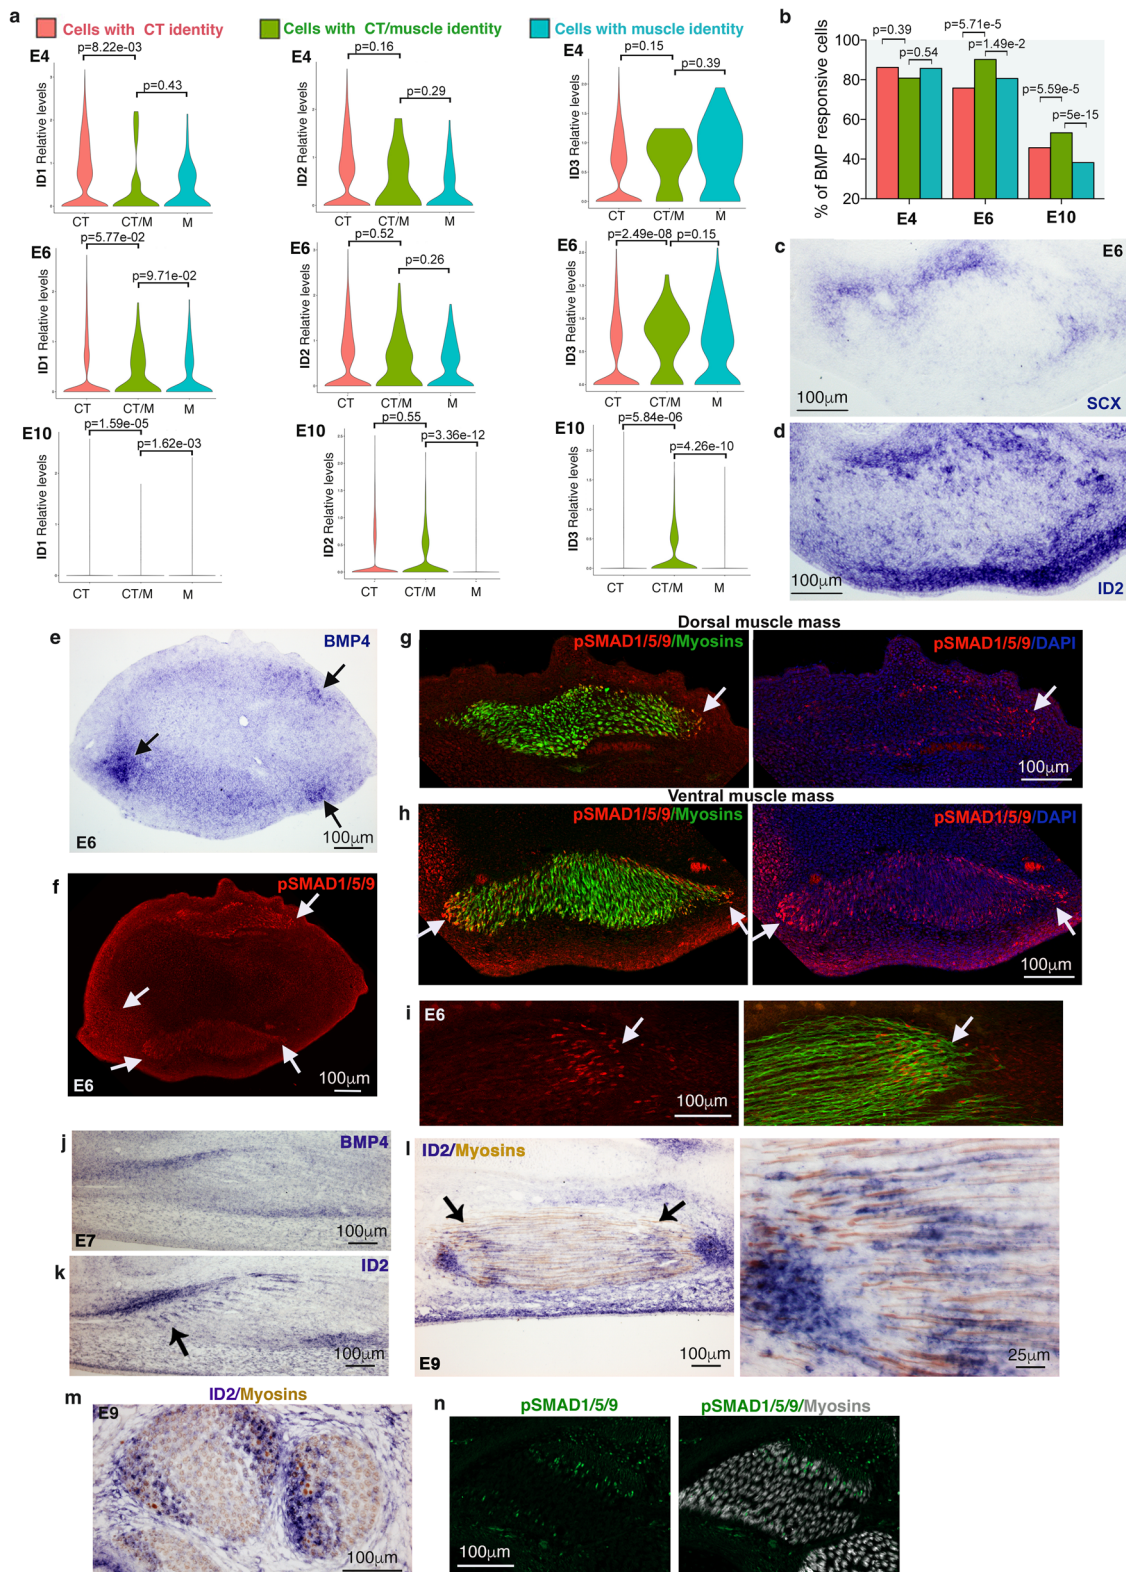 a
Cells with CT identity
Cells with CT/muscle identity
Cells with muscle identity
E4
p=8.22e-03
p=0.43
ID1 Relative levels
CT
CT/M
M
E4
p=0.16
p=0.29
ID2 Relative levels
CT
CT/M
M
E4
p=0.15
p=0.39
ID3 Relative levels
CT
CT/M
M
E6
p=5.77e-02
p=9.71e-02
ID1 Relative levels
CT
CT/M
M
E6
p=0.52
p=0.26
ID2 Relative levels
CT
CT/M
M
E6
p=2.49e-08
p=0.15
ID3 Relative levels
CT
CT/M
M
E10
p=1.59e-05
p=1.62e-03
ID1 Relative levels
CT
CT/M
M
E10
p=0.55
p=3.36e-12
ID2 Relative levels
CT
CT/M
M
E10
p=5.84e-06
p=4.26e-10
ID3 Relative levels
CT
CT/M
M
b
% of BMP responsive cells
100
80
60
40
20
p=0.39
p=0.54
p=5.71e-5
p=1.49e-2
p=5.59e-5
p=5e-15
E4
E6
E10
c
E6
100μm
SCX
d
100μm
ID2
e
BMP4
E6
100μm
f
pSMAD1/5/9
E6
100μm
Dorsal muscle mass
g
pSMAD1/5/9/Myosins
pSMAD1/5/9/DAPI
100μm
Ventral muscle mass
h
pSMAD1/5/9/Myosins
pSMAD1/5/9/DAPI
100μm
i
E6
100μm
j
BMP4
E7
100μm
k
ID2
100μm
l
ID2/Myosins
E9
100μm
25μm
m
ID2/Myosins
E9
100μm
n
pSMAD1/5/9
pSMAD1/5/9/Myosins
100μm